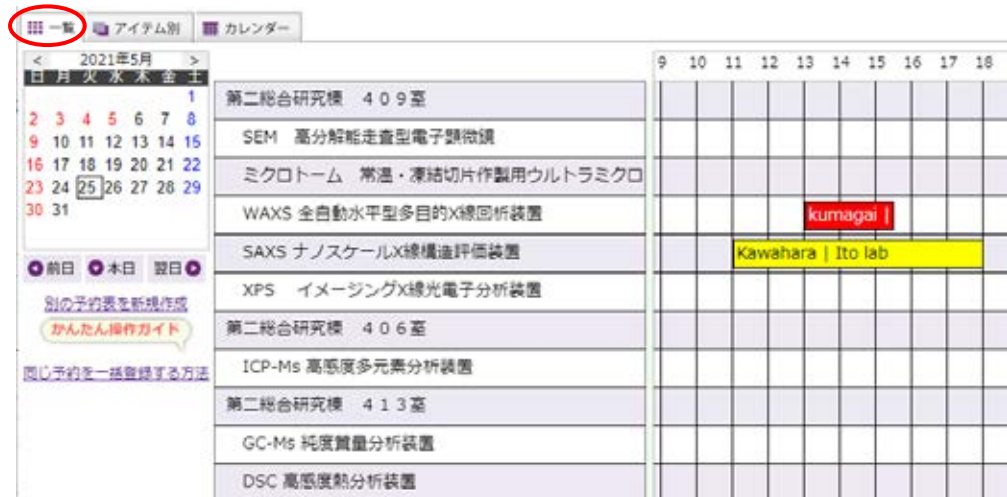 一覧 アイテム別 カレンダー
< 2021年5月 >
日 月 火 水 木 金 土
1
2 3 4 5 6 7 8
9 10 11 12 13 14 15
16 17 18 19 20 21 22
23 24 25 26 27 28 29
30 31
前日 本日 翌日
別の予約表を新規作成
かんたん操作ガイド
同じ予約を一括登録する方法
9 10 11 12 13 14 15 16 17 18
第二総合研究棟 409室
SEM 高分解能走査型電子顕微鏡
ミクロトーム 常温・凍結切片作製用ウルトラミクロ
WAXS 全自動水平型多目的X線回折装置
kumagai |
SAXS ナノスケールX線構造評価装置
Kawahara | Ito lab
XPS イメージングX線光電子分析装置
第二総合研究棟 406室
ICP-Ms 高感度多元素分析装置
第二総合研究棟 413室
GC-Ms 純度質量分析装置
DSC 高感度熱分析装置